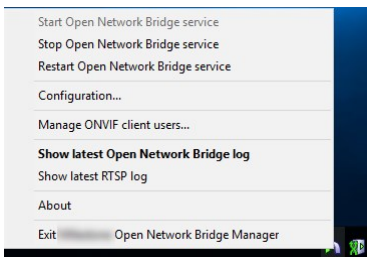 Start Open Network Bridge service
Stop Open Network Bridge service
Restart Open Network Bridge service
Configuration...
Manage ONVIF client users...
Show latest Open Network Bridge log
Show latest RTSP log
About
Exit Open Network Bridge Manager